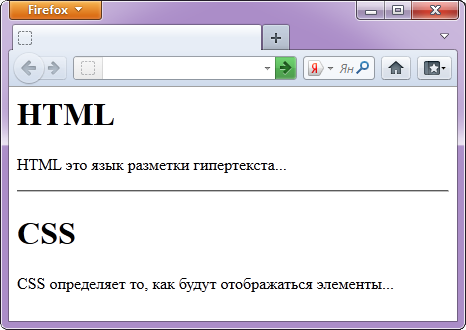 Firefox
Я Ян
HTML
HTML это язык разметки гипертекста...
CSS
CSS определяет то, как будут отображаться элементы...